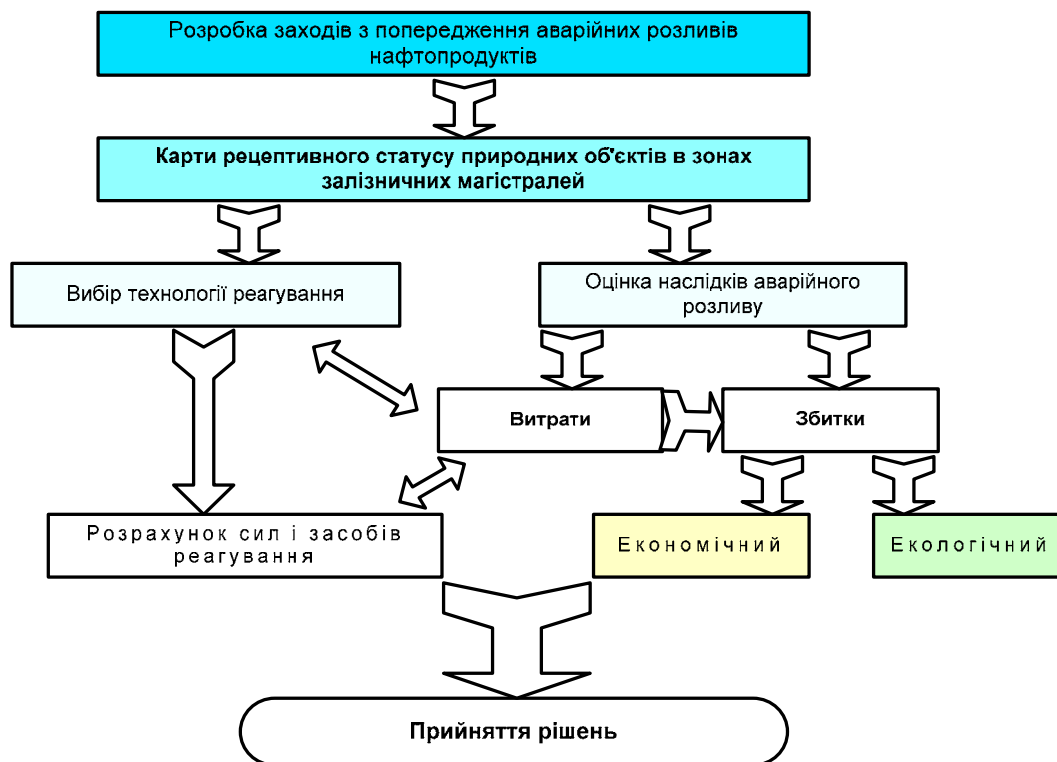 Розробка заходів з попередження аварійних розливів
нафтопродуктів
Карти рецептивного статусу природних об'єктів в зонах
залізничних магістралей
Вибір технології реагування
Оцінка наслідків аварійного
розливу
Витрати
Збитки
Розрахунок сил і засобів
реагування
Економічний
Екологічний
Прийняття рішень